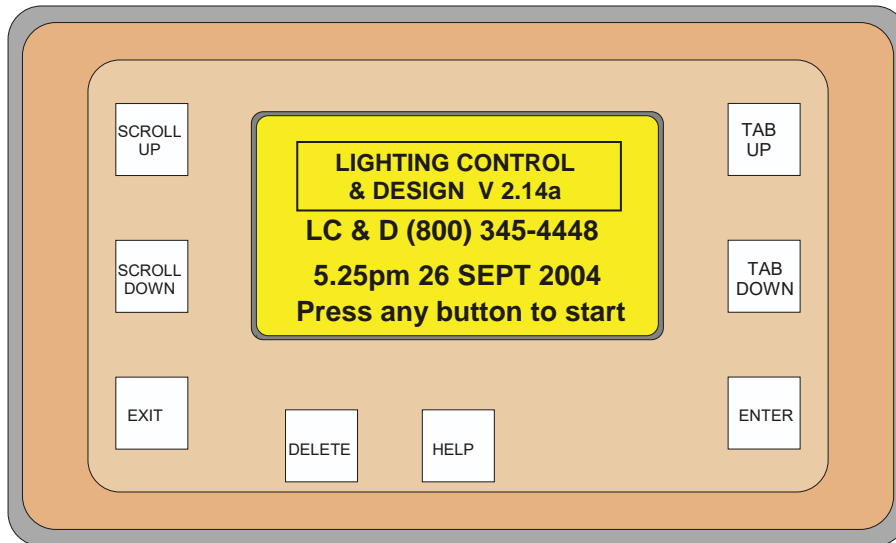 SCROLL
UP
SCROLL
DOWN
EXIT
LIGHTING CONTROL
& DESIGN V 2.14a
LC & D (800) 345-4448
5.25pm 26 SEPT 2004
Press any button to start
DELETE
HELP
TAB
UP
TAB
DOWN
ENTER